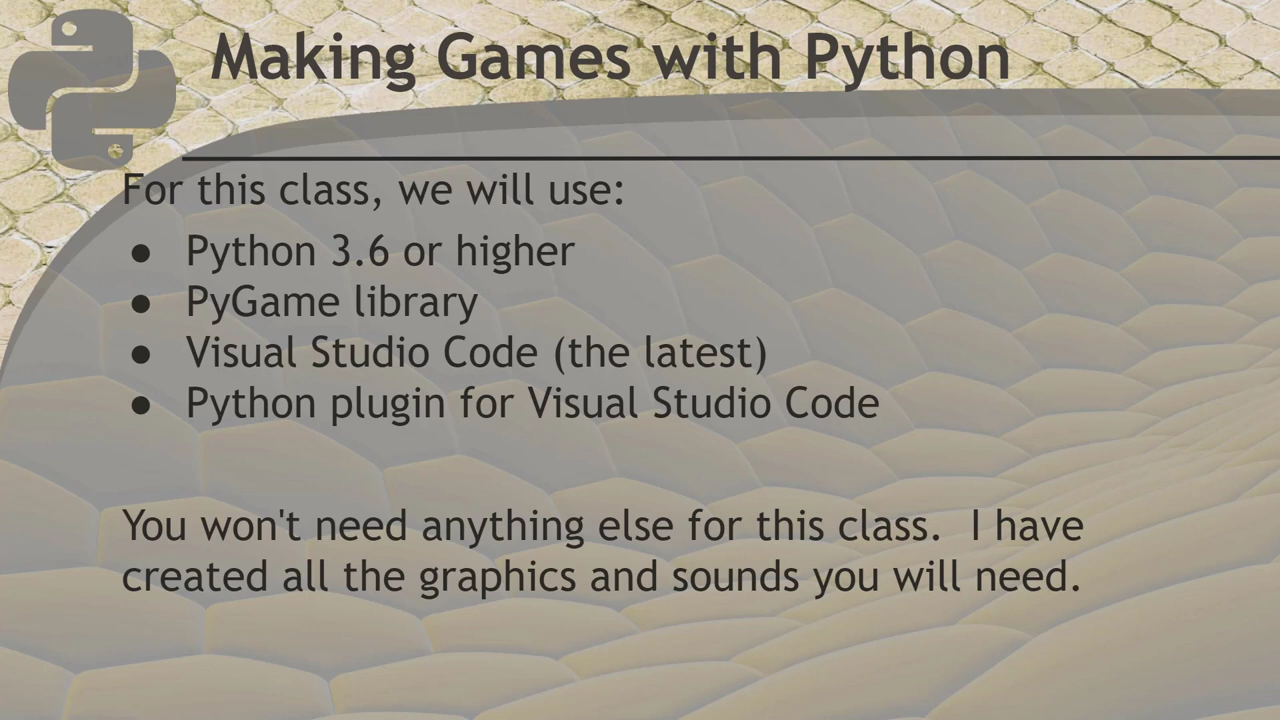 Making Games with Python
For this class, we will use:
● Python 3.6 or higher
● PyGame library
● Visual Studio Code (the latest)
● Python plugin for Visual Studio Code
You won't need anything else for this class.  I have
created all the graphics and sounds you will need.